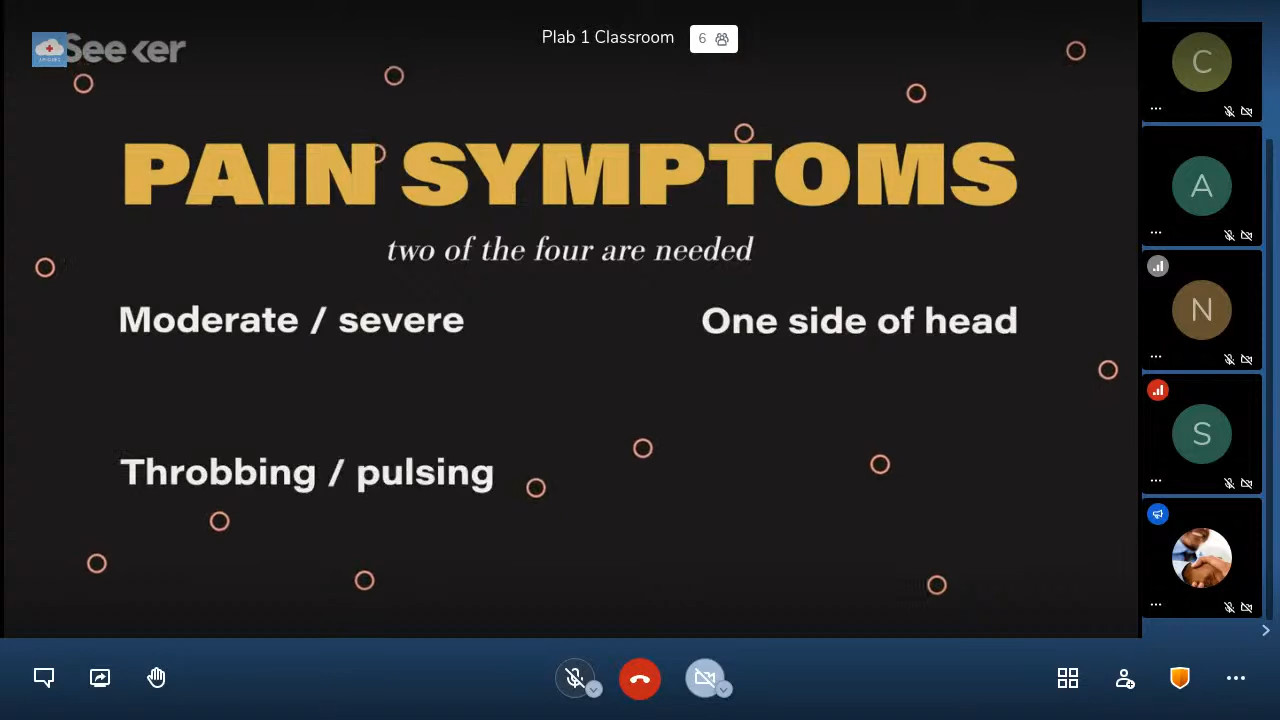 Seeker
Plab 1 Classroom
6
PAIN SYMPTOMS
two of the four are needed
Moderate / severe
One side of head
Throbbing / pulsing
C
A
N
S